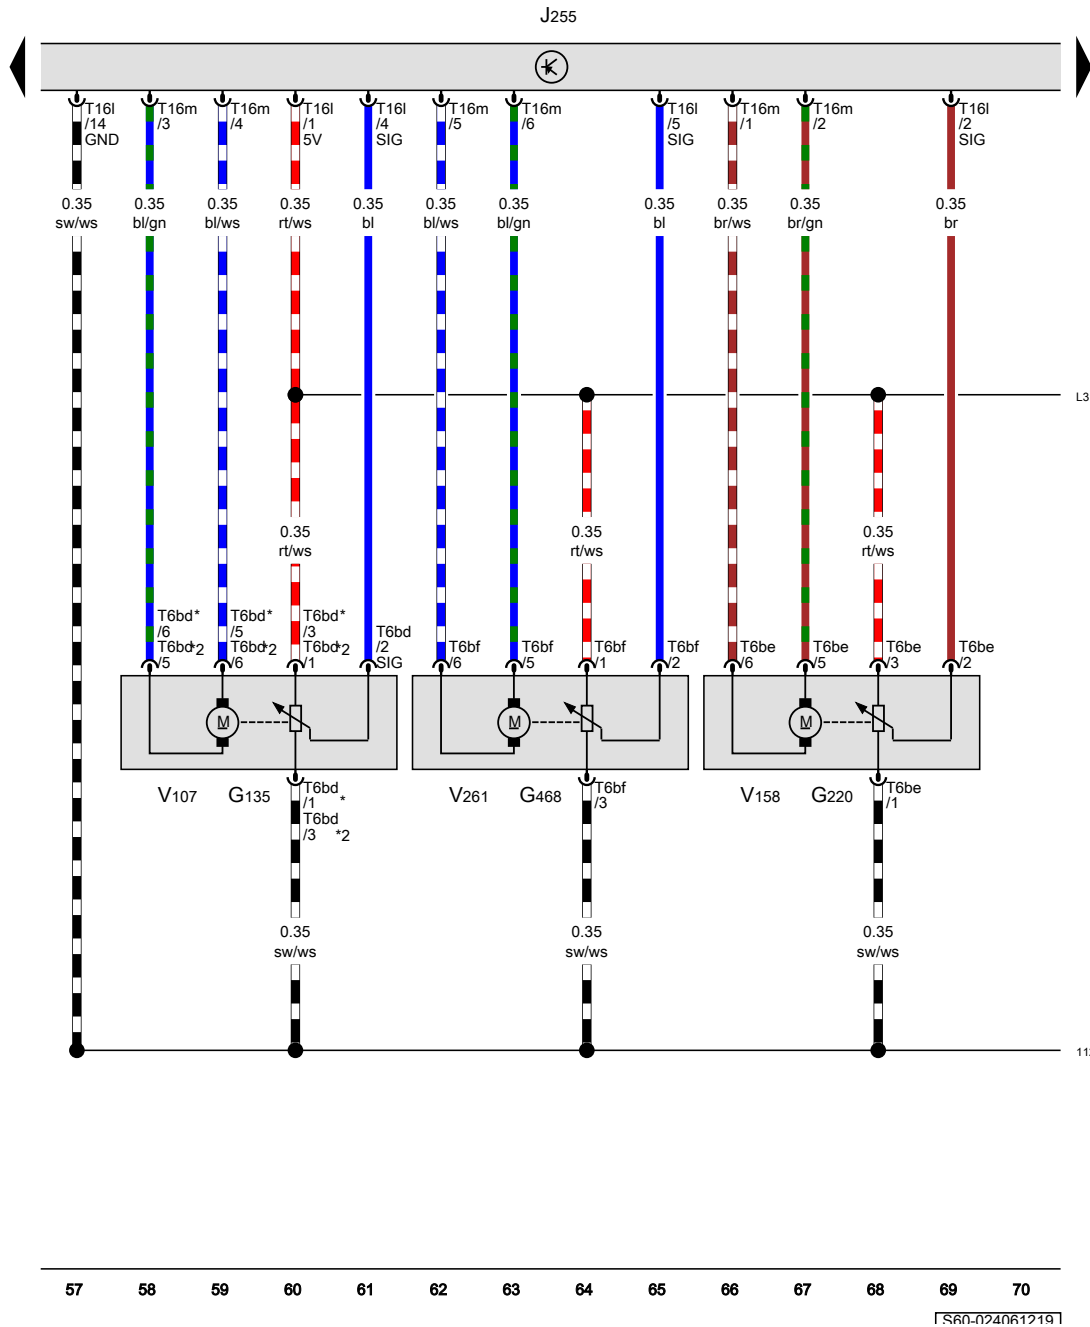 J255
T16l T16m T16m T16l T16l T16m T16m T16l T16m T16m T16l
/14 /3 /4 /1 /4 /5 /6 /5 /1 /2 /2
GND 5V SIG SIG SIG
0.35 0.35 0.35 0.35 0.35 0.35 0.35 0.35 0.35 0.35 0.35
sw/ws bl/gn bl/ws rt/ws bl bl/ws bl/gn bl br/ws br/gn br
L3
0.35 0.35 0.35
rt/ws rt/ws rt/ws
T6bd* T6bd* T6bd*
/6 /5 /3 T6bd
T6bd*2 T6bd*2 T6bd*2 /2 T6bf T6bf T6bf T6bf T6be T6be T6be T6be
/5 /6 /1 SIG /6 /5 /1 /2 /6 /5 /3 /2
M M M
V107 G135 T6bd V261 G468 T6bf V158 G220 T6be
/1 * /3 /1
T6bd
/3 *2
0.35 0.35 0.35
sw/ws sw/ws sw/ws
57 58 59 60 61 62 63 64 65 66 67 68 69 70
S60-024061219